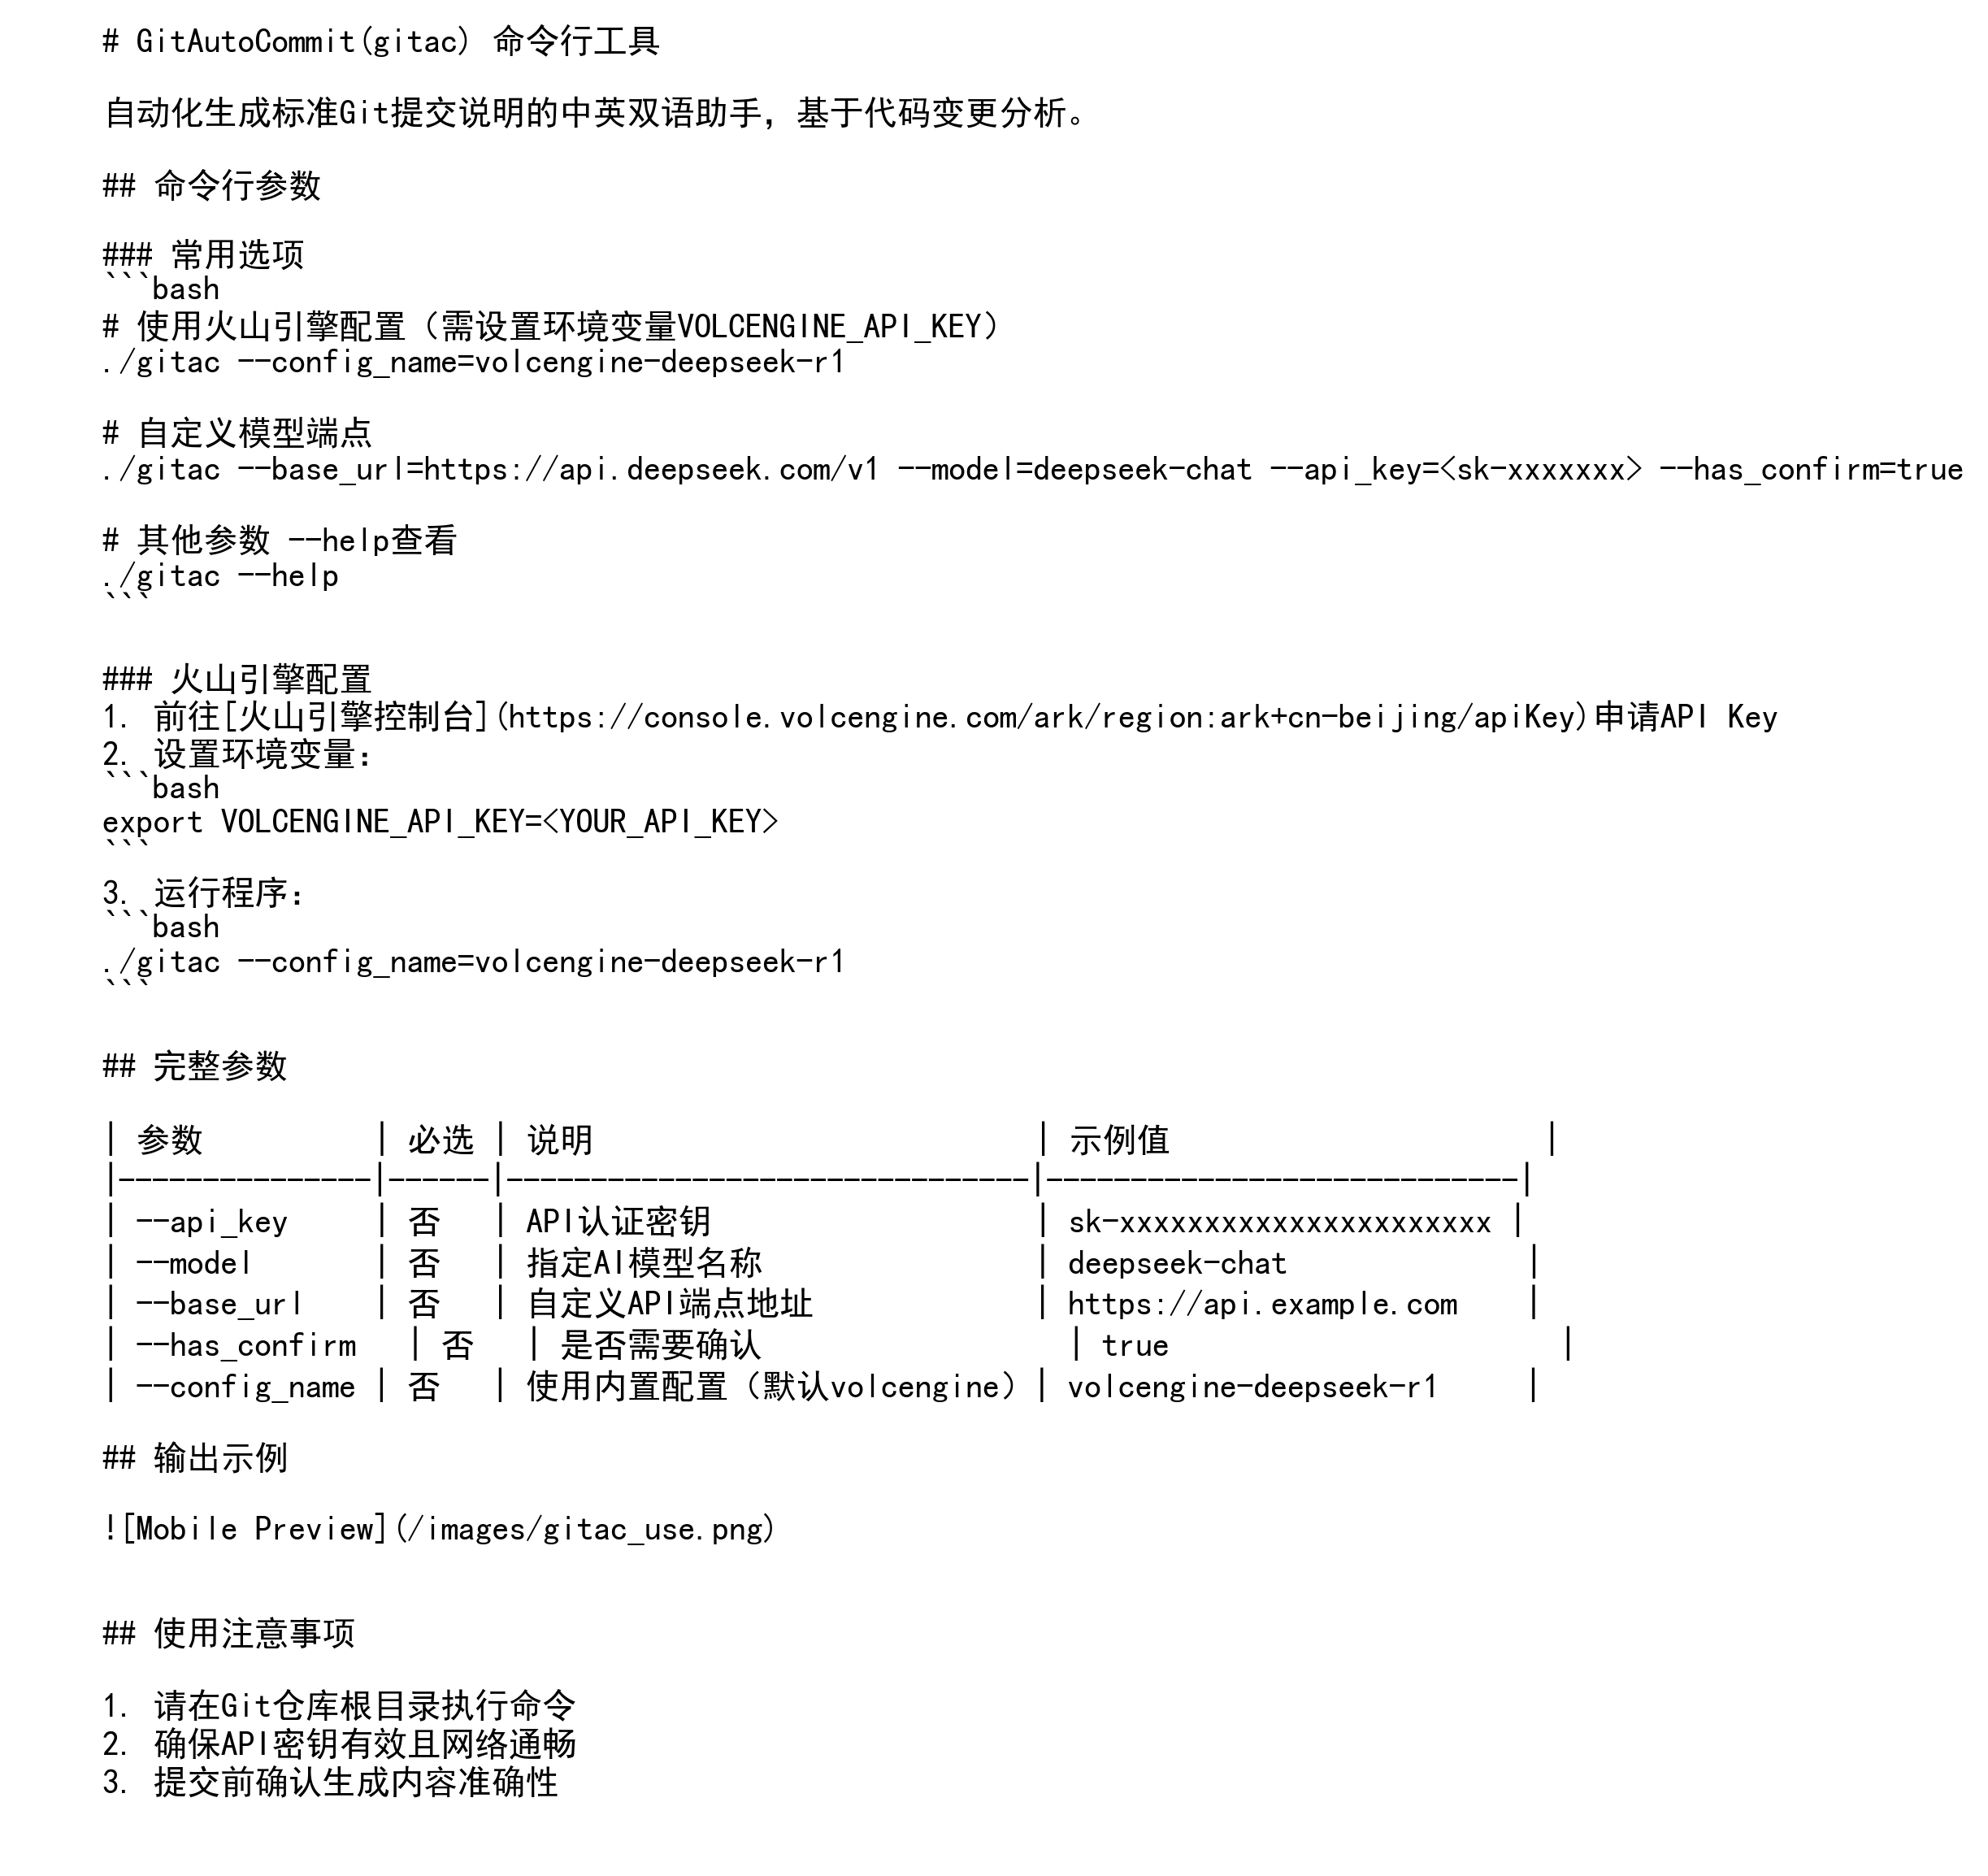 # GitAutoCommit(gitac) 命令行工具

自动化生成标准Git提交说明的中英双语助手，基于代码变更分析。

## 命令行参数

### 常用选项
```bash
# 使用火山引擎配置（需设置环境变量VOLCENGINE_API_KEY）
./gitac --config_name=volcengine-deepseek-r1

# 自定义模型端点
./gitac --base_url=https://api.deepseek.com/v1 --model=deepseek-chat --api_key=<sk-xxxxxxx> --has_confirm=true

# 其他参数 --help查看
./gitac --help
```

### 火山引擎配置
1. 前往[火山引擎控制台](https://console.volcengine.com/ark/region:ark+cn-beijing/apiKey)申请API Key
2. 设置环境变量：
```bash
export VOLCENGINE_API_KEY=<YOUR_API_KEY>
```
3. 运行程序：
```bash
./gitac --config_name=volcengine-deepseek-r1
```

## 完整参数

| 参数          | 必选 | 说明                          | 示例值                      |
|---------------|------|-------------------------------|----------------------------|
| --api_key     | 否   | API认证密钥                   | sk-xxxxxxxxxxxxxxxxxxxxxx |
| --model       | 否   | 指定AI模型名称                | deepseek-chat              |
| --base_url    | 否   | 自定义API端点地址             | https://api.example.com    |
| --has_confirm   | 否   | 是否需要确认                  | true                       |
| --config_name | 否   | 使用内置配置（默认volcengine）| volcengine-deepseek-r1     |

## 输出示例

![Mobile Preview](/images/gitac_use.png)

## 使用注意事项

1. 请在Git仓库根目录执行命令
2. 确保API密钥有效且网络通畅
3. 提交前确认生成内容准确性